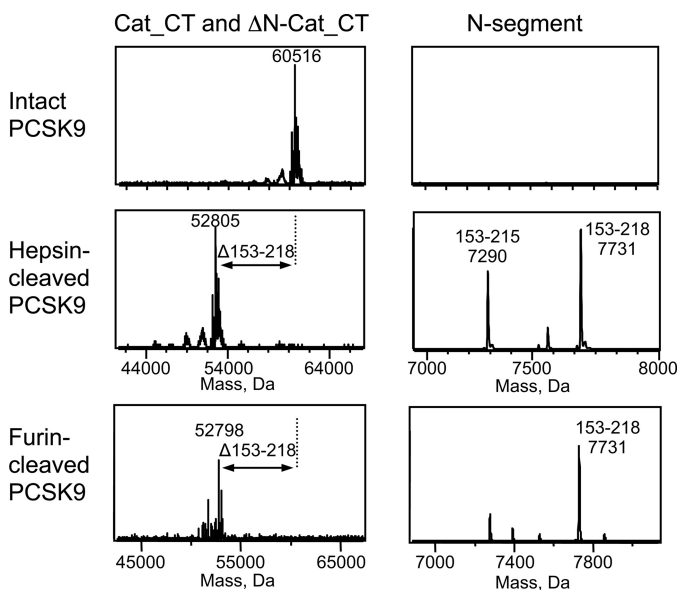 Cat_CT and ΔN-Cat_CT
N-segment
Intact
PCSK9
60516
Hepsin-
cleaved
PCSK9
52805
Δ153-218
44000 54000 64000
Mass, Da
153-215
7290
153-218
7731
7000 7500 8000
Mass, Da
Furin-
cleaved
PCSK9
52798
Δ153-218
45000 55000 65000
Mass, Da
153-218
7731
7000 7400 7800
Mass, Da